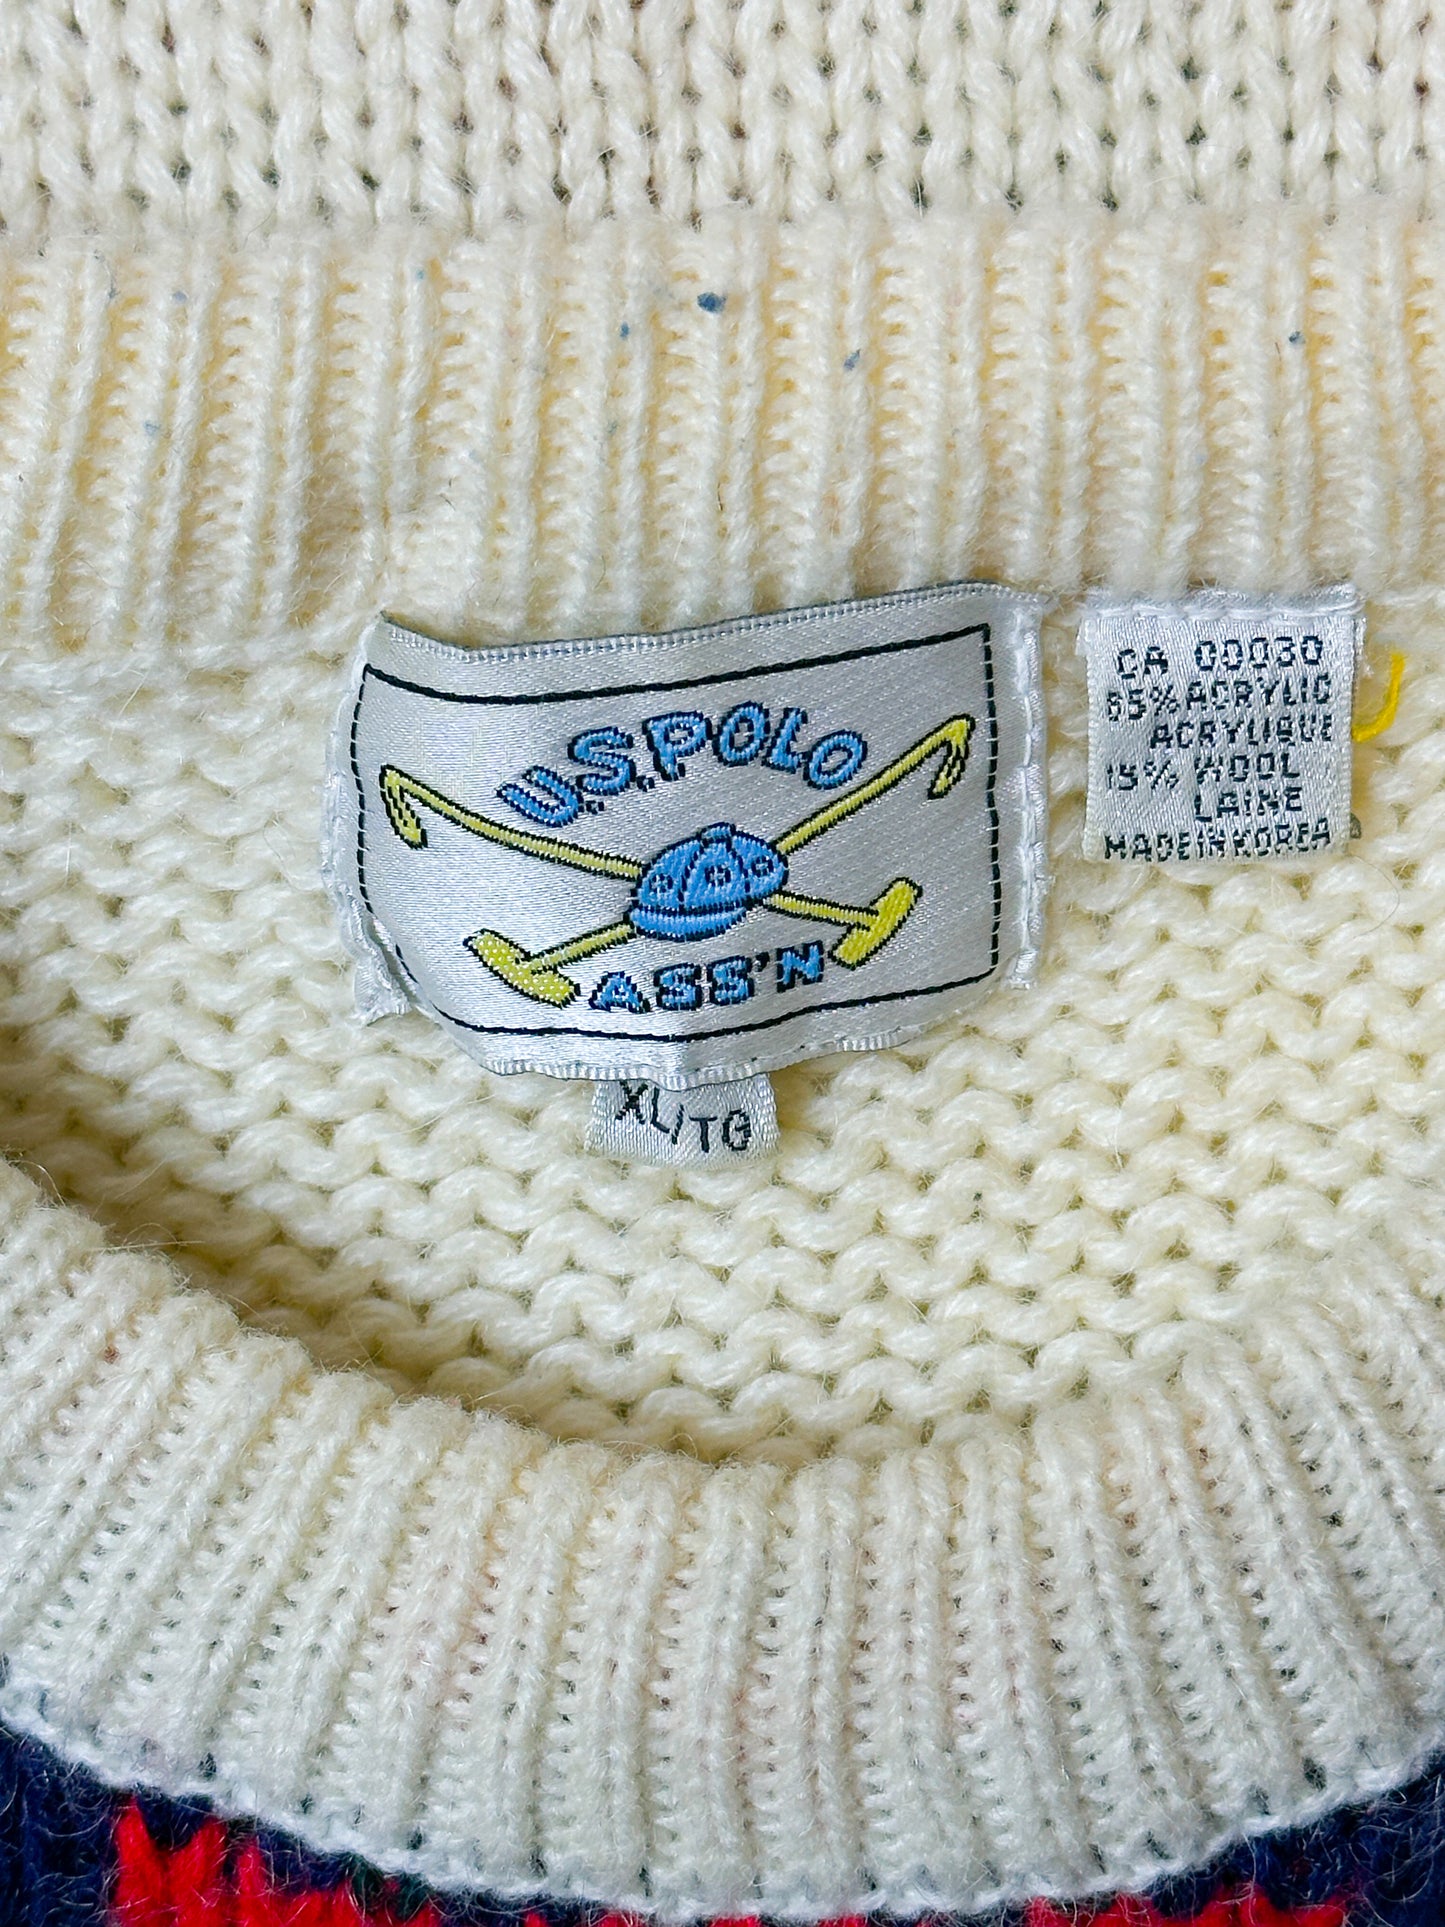 U.S. POLO
ASS'N
XL/TG
CA 00030
85% ACRYLIC
ACRYLIQUE
15% WOOL
LAINE
MADE IN KOREA